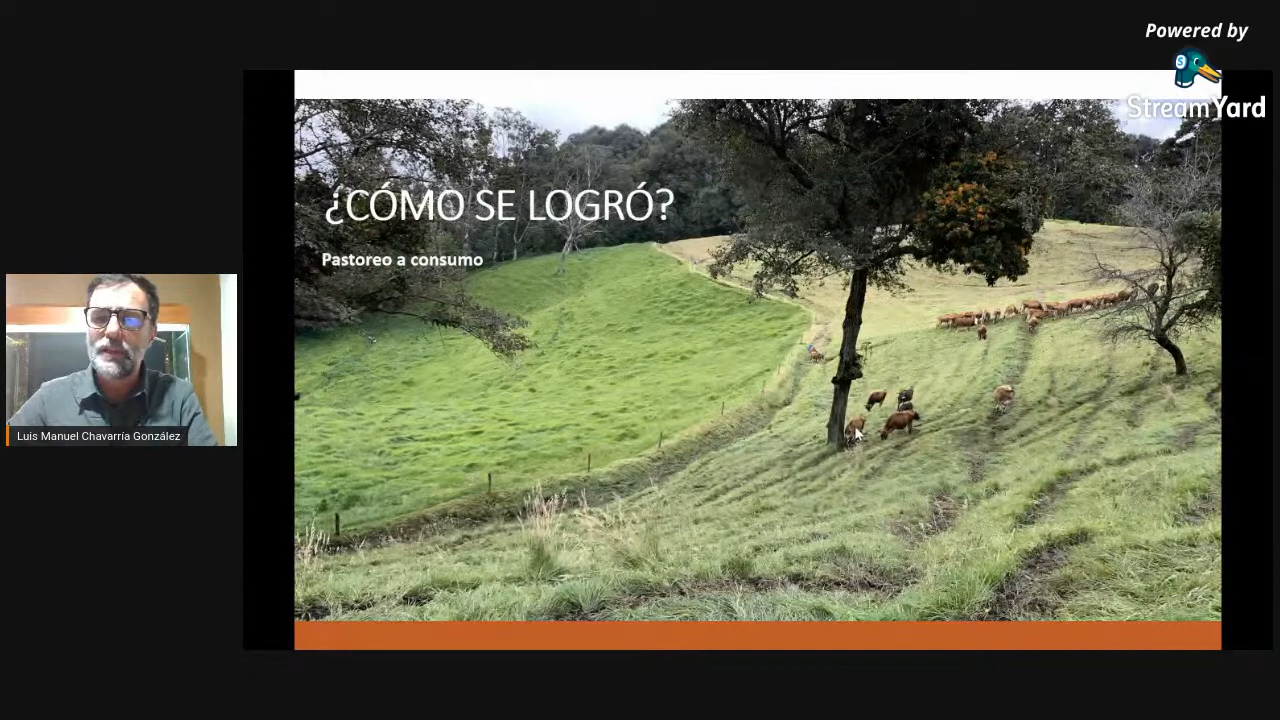 Powered by
S
StreamYard
¿CÓMO SE LOGRÓ?
Pastoreo a consumo
Luis Manuel Chavarría González